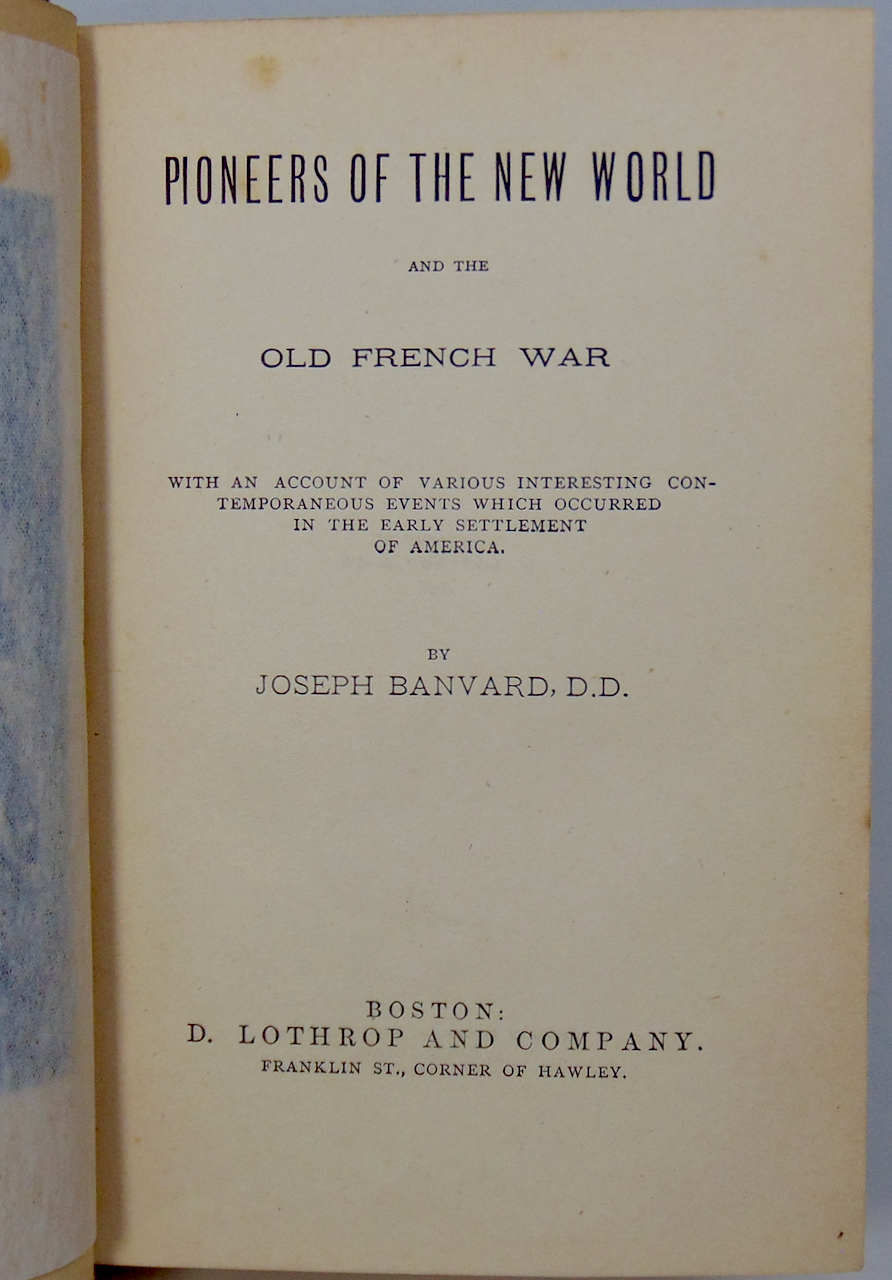 PIONEERS OF THE NEW WORLD
AND THE
OLD FRENCH WAR
WITH AN ACCOUNT OF VARIOUS INTERESTING CON-
TEMPORANEOUS EVENTS WHICH OCCURRED
IN THE EARLY SETTLEMENT
OF AMERICA.
BY
JOSEPH BANVARD, D.D.
BOSTON:
D. LOTHROP AND COMPANY.
FRANKLIN ST., CORNER OF HAWLEY.